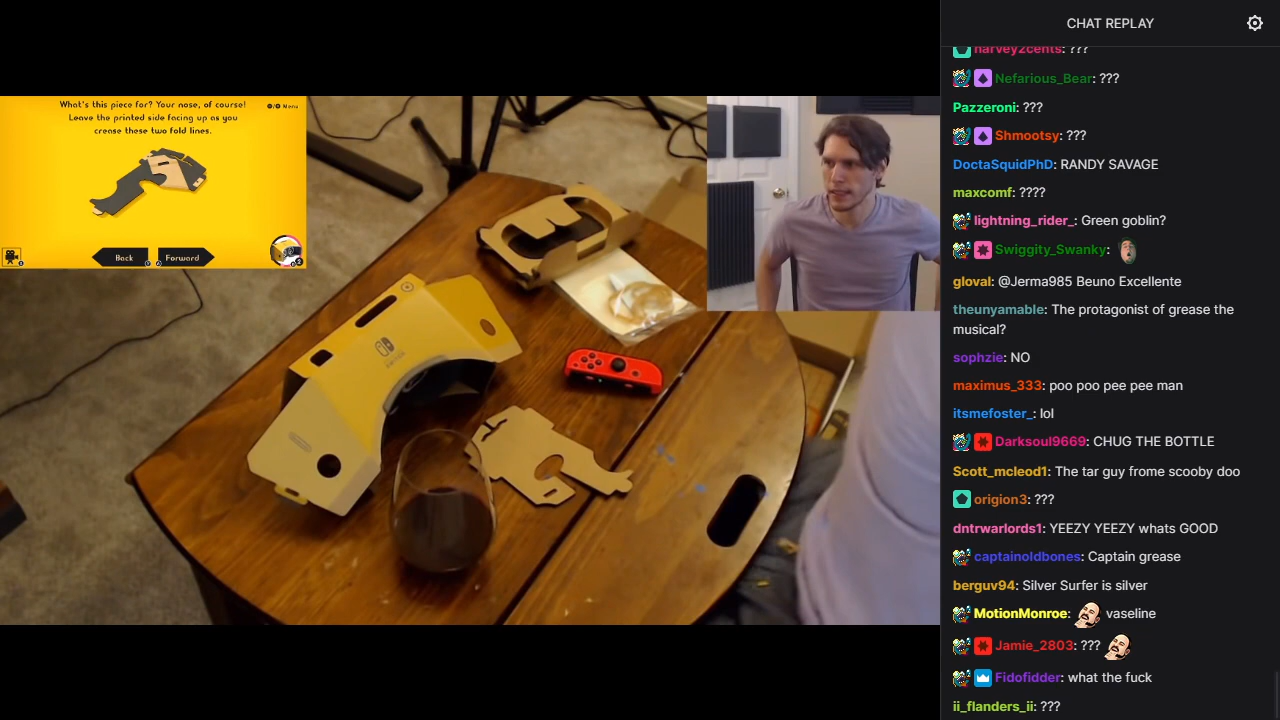 What's this piece for? Your nose, of course!
Leave the printed side facing up as you
crease these two fold lines.
Menu
Back
Forward
CHAT REPLAY
harvey2cents: ???
Nefarious_Bear: ???
Pazzeroni: ???
Shmootsy: ???
DoctaSquidPhD: RANDY SAVAGE
maxcomf: ????
lightning_rider_: Green goblin?
Swiggity_Swanky:
gloval: @Jerma985 Beuno Excellente
theunyamable: The protagonist of grease the
musical?
sophzie: NO
maximus_333: poo poo pee pee man
itsmefoster_: lol
Darksoul9669: CHUG THE BOTTLE
Scott_mcleod1: The tar guy frome scooby doo
origion3: ???
dntrwarlords1: YEEZY YEEZY whats GOOD
captainoldbones: Captain grease
berguv94: Silver Surfer is silver
MotionMonroe: vaseline
Jamie_2803: ???
Fidofidder: what the fuck
ii_flanders_ii: ???